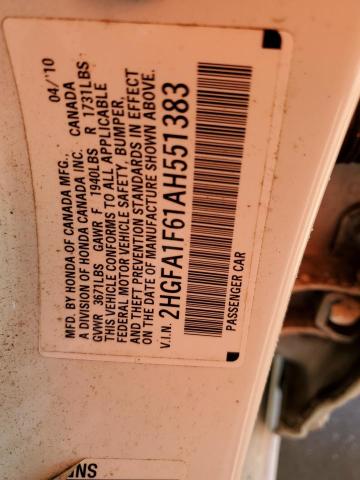 MFD. BY HONDA OF CANADA MFG. 04/'10
A DIVISION OF HONDA CANADA INC. CANADA
GVWR 3671LBS GAWR F 1940LBS R 1731LBS
THIS VEHICLE CONFORMS TO ALL APPLICABLE
FEDERAL MOTOR VEHICLE SAFETY, BUMPER,
AND THEFT PREVENTION STANDARDS IN EFFECT
ON THE DATE OF MANUFACTURE SHOWN ABOVE.
V.I.N. 2HGFA1F61AH551383
PASSENGER CAR